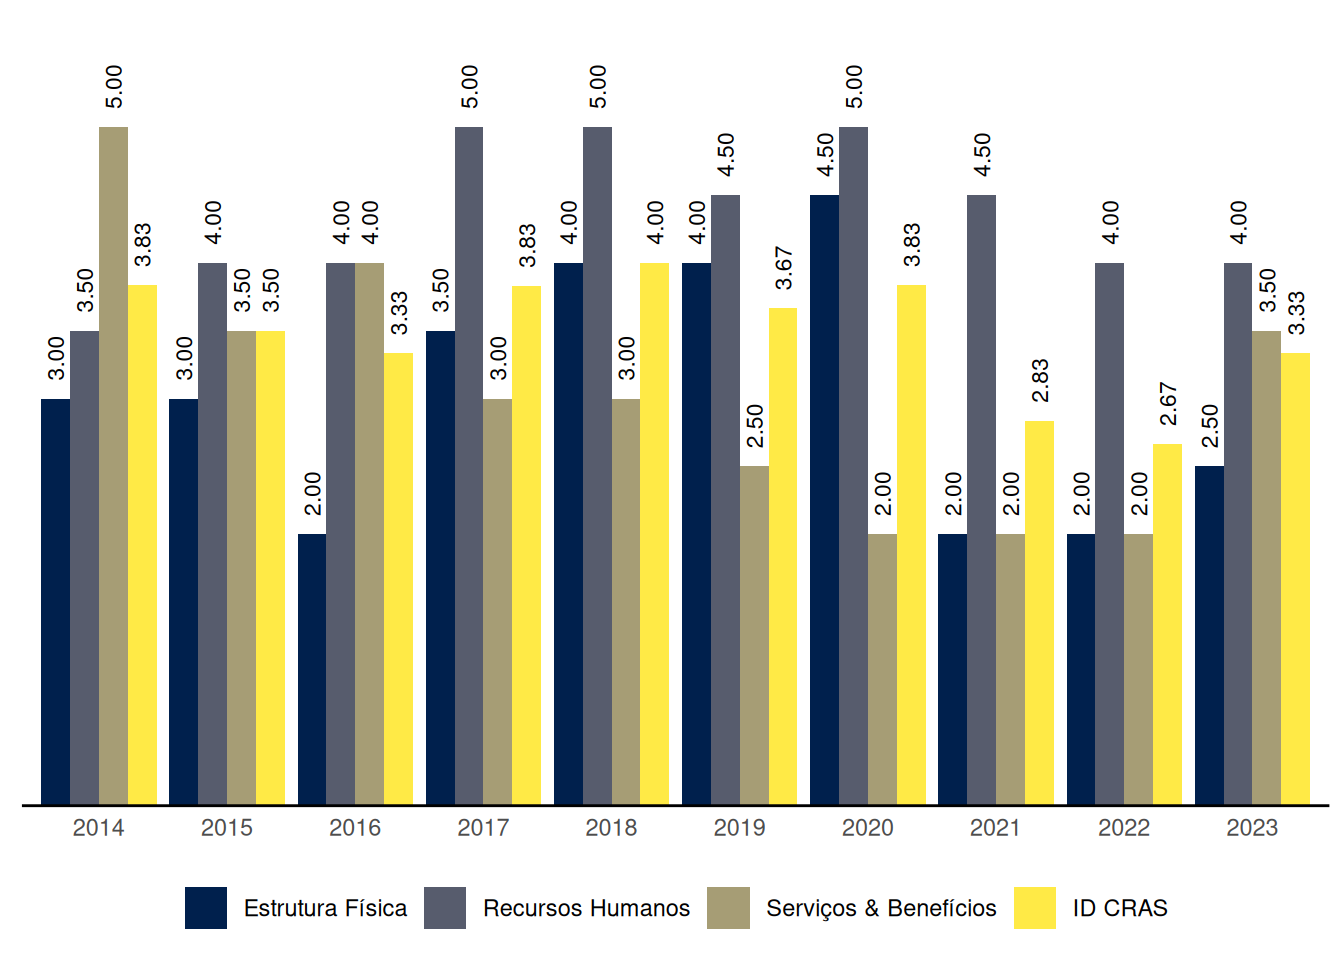 3.00 3.50 5.00 3.83 3.00 4.00 3.50 3.50 2.00 4.00 4.00 3.33 3.50 5.00 3.00 3.83 4.00 5.00 3.00 4.00 4.00 4.50 2.50 3.67 4.50 5.00 2.00 3.83 2.00 4.50 2.00 2.83 2.00 4.00 2.00 2.67 2.50 4.00 3.50 3.33
2014 2015 2016 2017 2018 2019 2020 2021 2022 2023
Estrutura Física Recursos Humanos Serviços & Benefícios ID CRAS